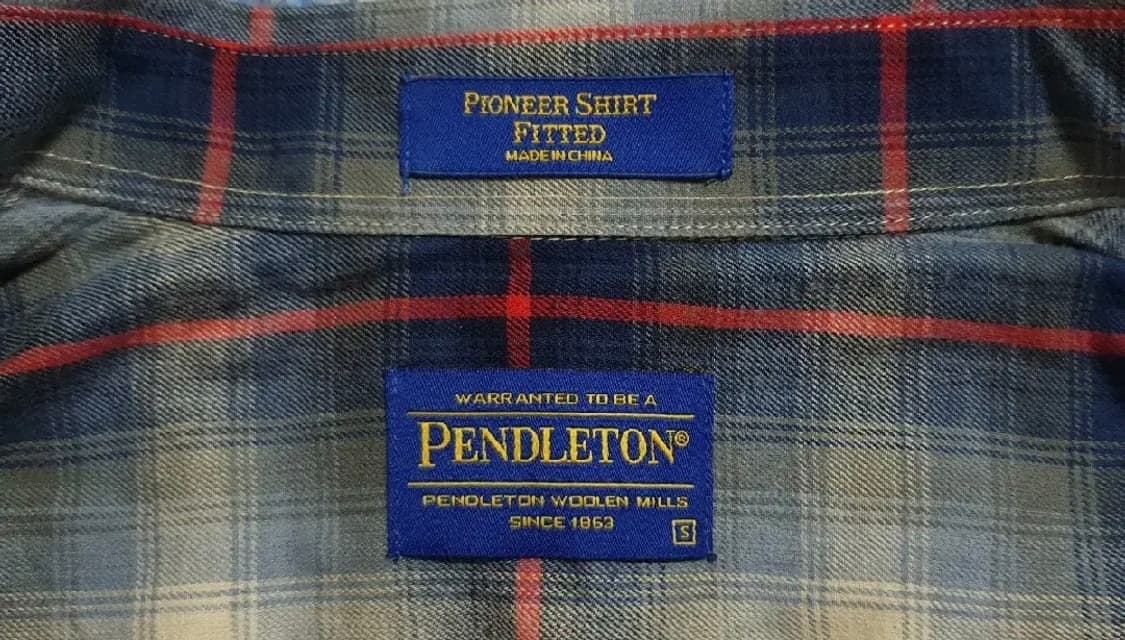 PIONEER SHIRT
FITTED
MADE IN CHINA
WARRANTED TO BE A
PENDLETON®
PENDLETON WOOLEN MILLS
SINCE 1863
S